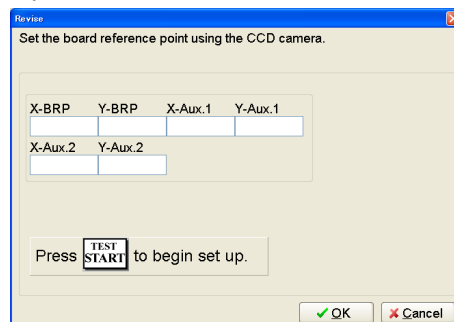 Revise
Set the board reference point using the CCD camera.
X-BRP Y-BRP X-Aux.1 Y-Aux.1
X-Aux.2 Y-Aux.2
Press TEST START to begin set up.
OK Cancel